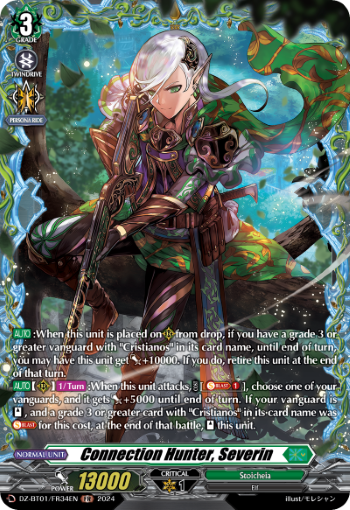 3
GRADE
TWINDRIVE
PERSONA RIDE
AUTO :When this unit is placed on Ⓡ from drop, if you have a grade 3 or
greater vanguard with "Cristianos" in its card name, until end of turn,
you may have this unit get +10000. If you do, retire this unit at the end
of that turn.
AUTO [Ⓡ] 1/Turn :When this unit attacks, COST [SOUL BLAST 1], choose one of your
vanguards, and it gets +5000 until end of turn. If your vanguard is
, and a grade 3 or greater card with "Cristianos" in its card name was
SOUL BLAST for this cost, at the end of that battle, this unit.
NORMAL UNIT
Connection Hunter, Severin
POWER
13000
CRITICAL
1
Stoicheia
Elf
DZ-BT01/FR34EN FR 2024
illust/モレシャン